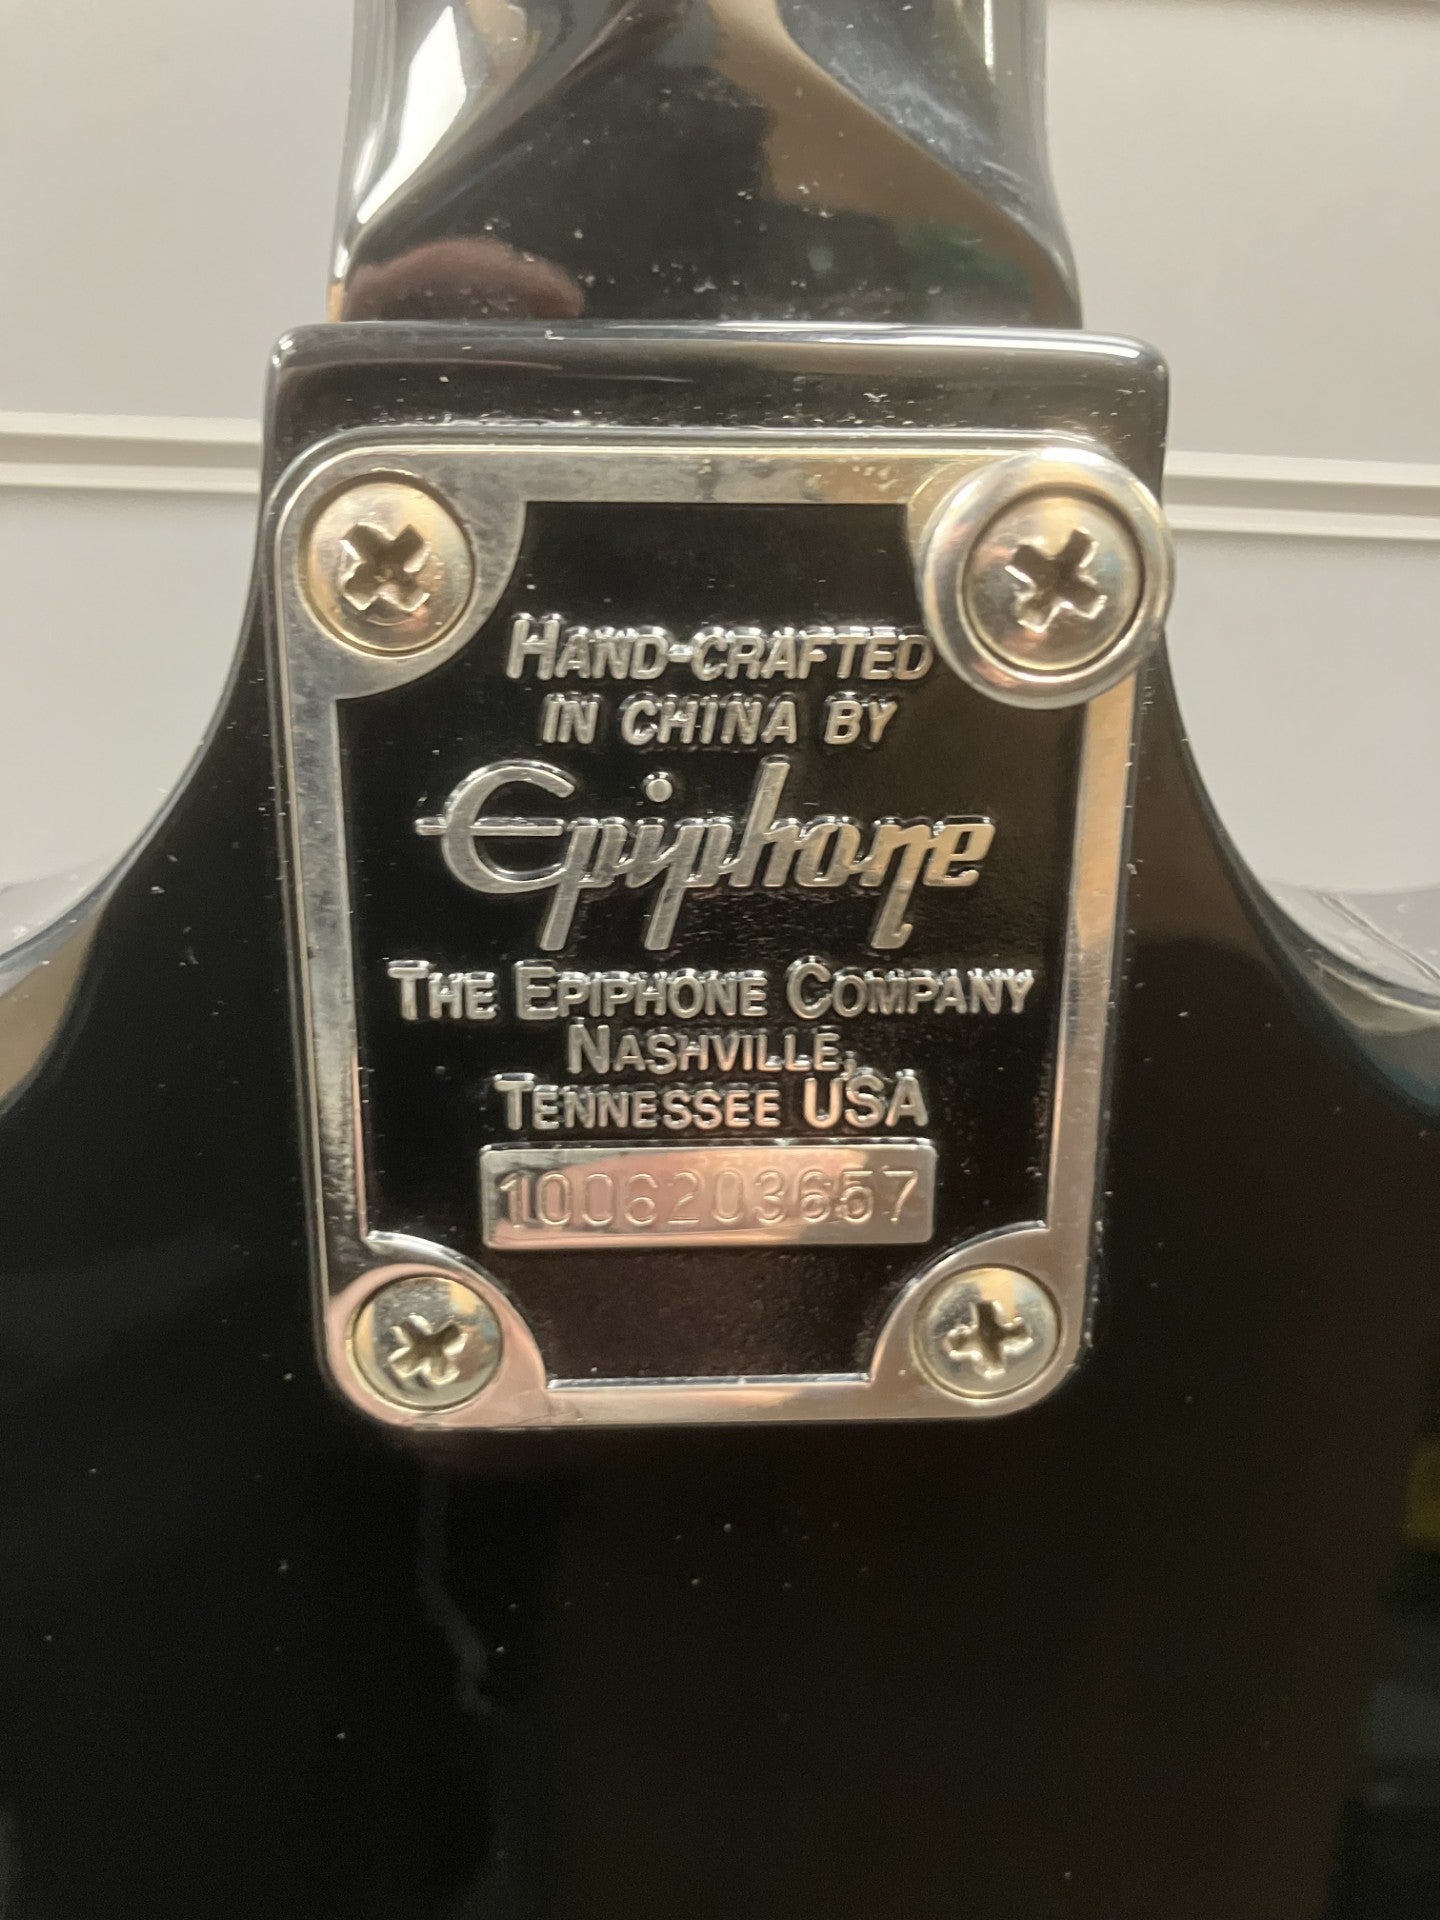 HAND-CRAFTED
IN CHINA BY
Epiphone
THE EPIPHONE COMPANY
NASHVILLE,
TENNESSEE USA
1006203657